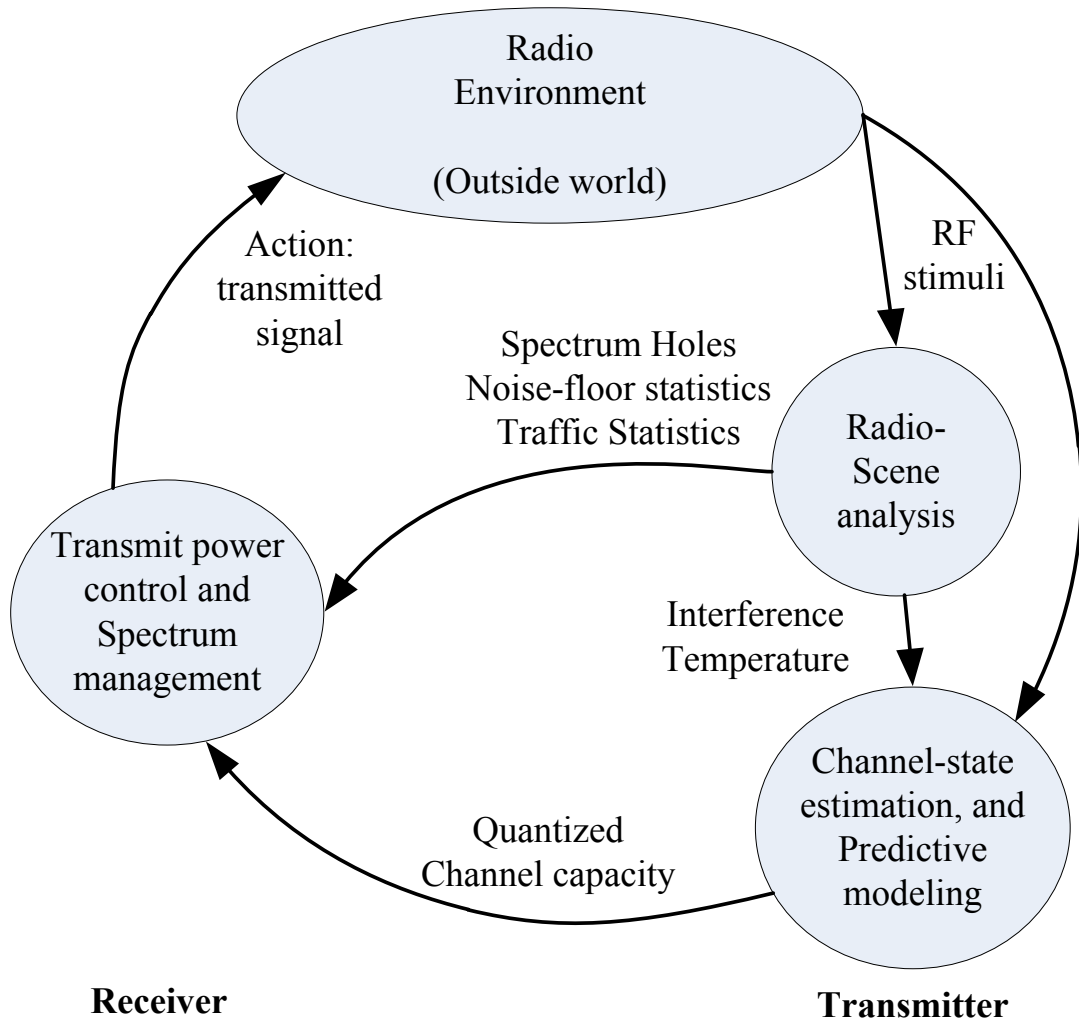 Radio
Environment
(Outside world)
Action:
transmitted
signal
RF
stimuli
Spectrum Holes
Noise-floor statistics
Traffic Statistics
Radio-
Scene
analysis
Transmit power
control and
Spectrum
management
Interference
Temperature
Channel-state
estimation, and
Predictive
modeling
Quantized
Channel capacity
Receiver
Transmitter